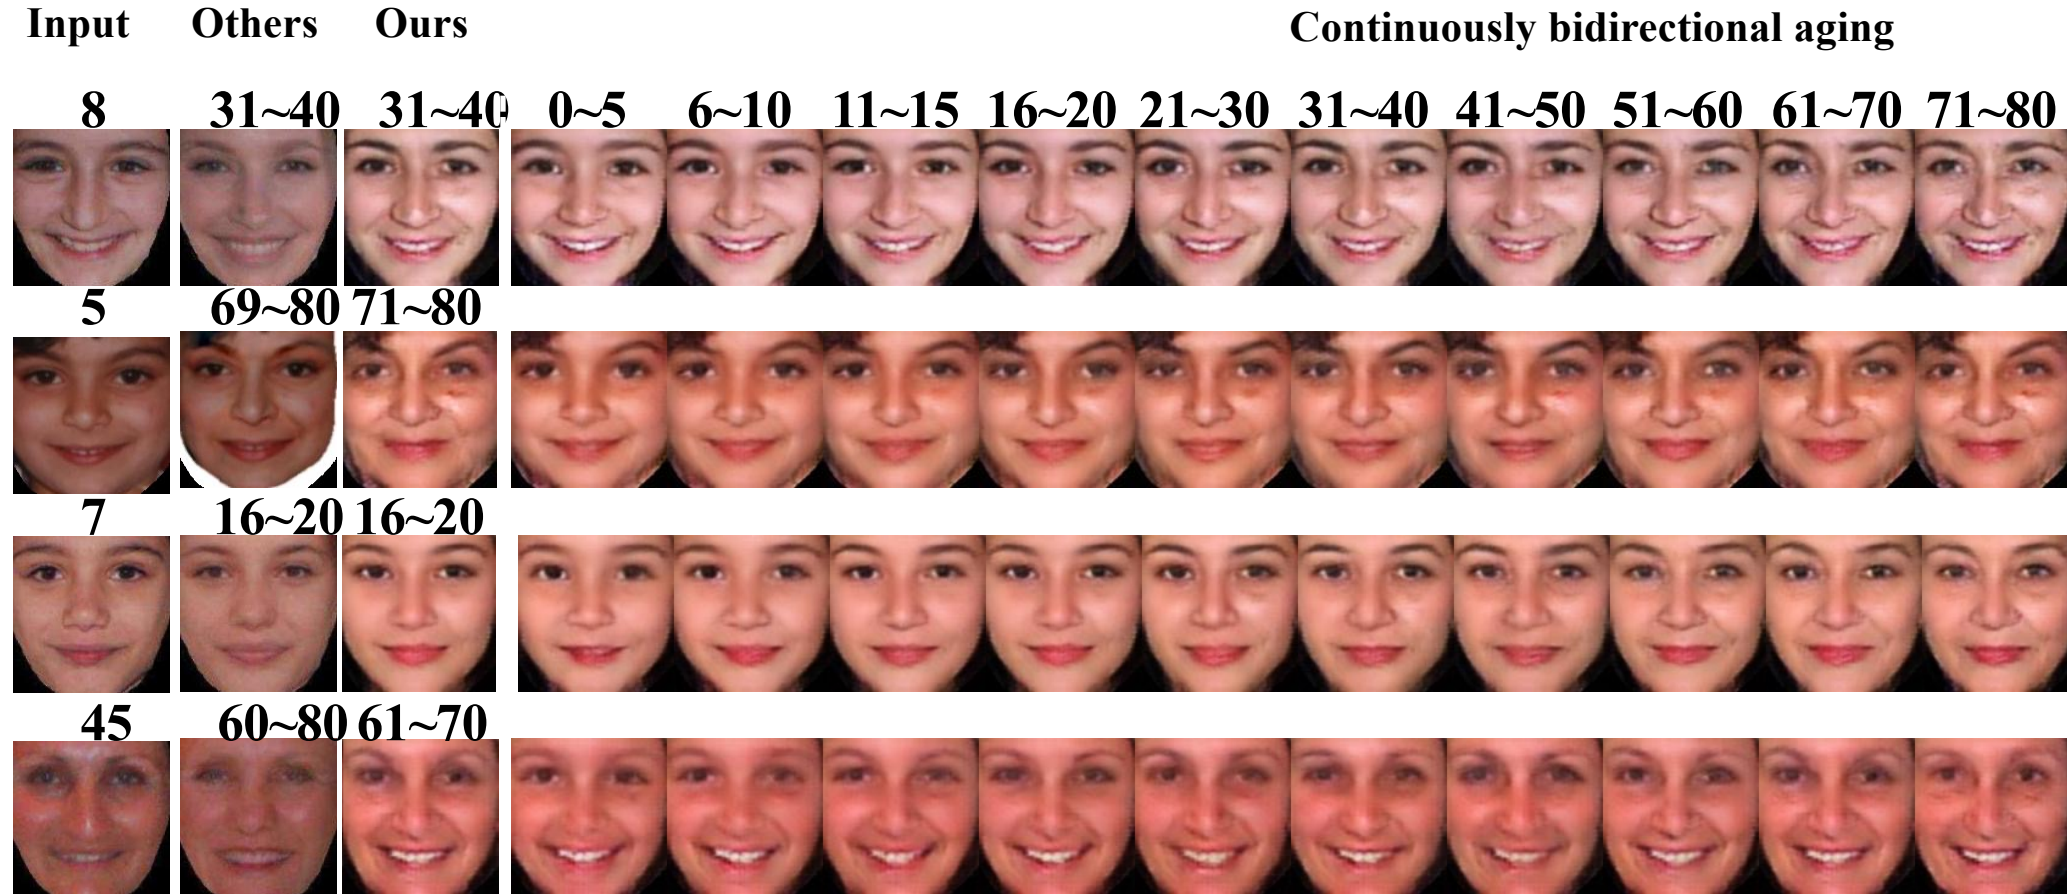 Input Others Ours Continuously bidirectional aging
8 31~40 31~40 0~5 6~10 11~15 16~20 21~30 31~40 41~50 51~60 61~70 71~80
5 69~80 71~80
7 16~20 16~20
45 60~80 61~70